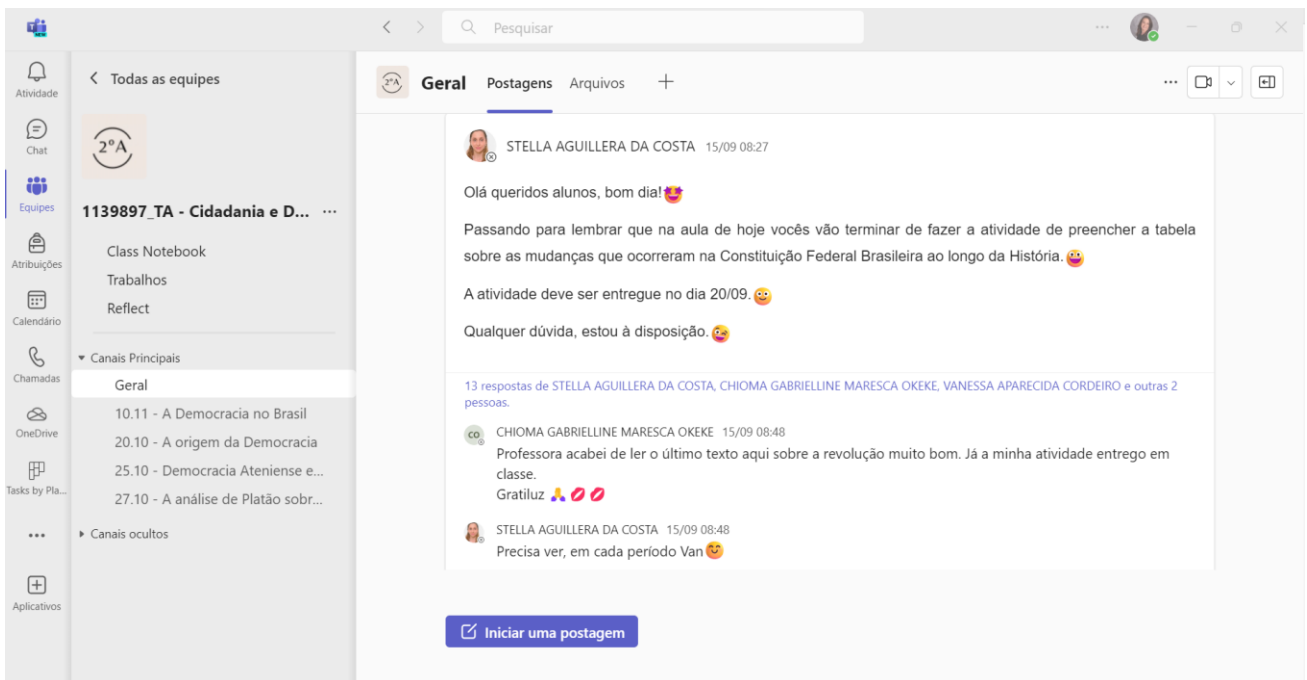 NEW
Pesquisar
Atividade
Chat
Equipes
Atribuições
Calendário
Chamadas
OneDrive
Tasks by Pla...
Aplicativos
Todas as equipes
2ºA
1139897_TA - Cidadania e D... ...
Class Notebook
Trabalhos
Reflect
Canais Principais
Geral
10.11 - A Democracia no Brasil
20.10 - A origem da Democracia
25.10 - Democracia Ateniense e...
27.10 - A análise de Platão sobr...
Canais ocultos
2ºA Geral Postagens Arquivos
STELLA AGUILLERA DA COSTA 15/09 08:27
Olá queridos alunos, bom dia!🤩
Passando para lembrar que na aula de hoje vocês vão terminar de fazer a atividade de preencher a tabela
sobre as mudanças que ocorreram na Constituição Federal Brasileira ao longo da História.😀
A atividade deve ser entregue no dia 20/09.🙂
Qualquer dúvida, estou à disposição.😘
13 respostas de STELLA AGUILLERA DA COSTA, CHIOMA GABRIELLINE MARESCA OKEKE, VANESSA APARECIDA CORDEIRO e outras 2
pessoas.
CO CHIOMA GABRIELLINE MARESCA OKEKE 15/09 08:48
Professora acabei de ler o último texto aqui sobre a revolução muito bom. Já a minha atividade entrego em
classe.
Gratiluz 🙏 💋 💋
STELLA AGUILLERA DA COSTA 15/09 08:48
Precisa ver, em cada período Van😊
Iniciar uma postagem